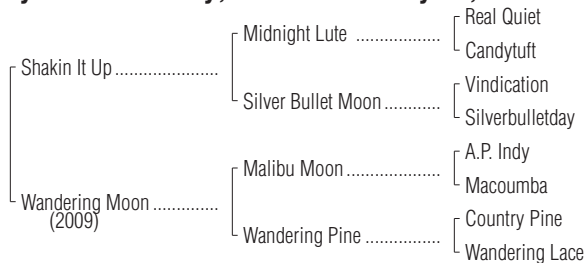 Real Quiet
Midnight Lute ..................
Candytuft
Shakin It Up ......................
Vindication
Silver Bullet Moon ............
Silverbulletday
A.P. Indy
Malibu Moon ....................
Macoumba
Wandering Moon ..............
(2009)
Country Pine
Wandering Pine ................
Wandering Lace